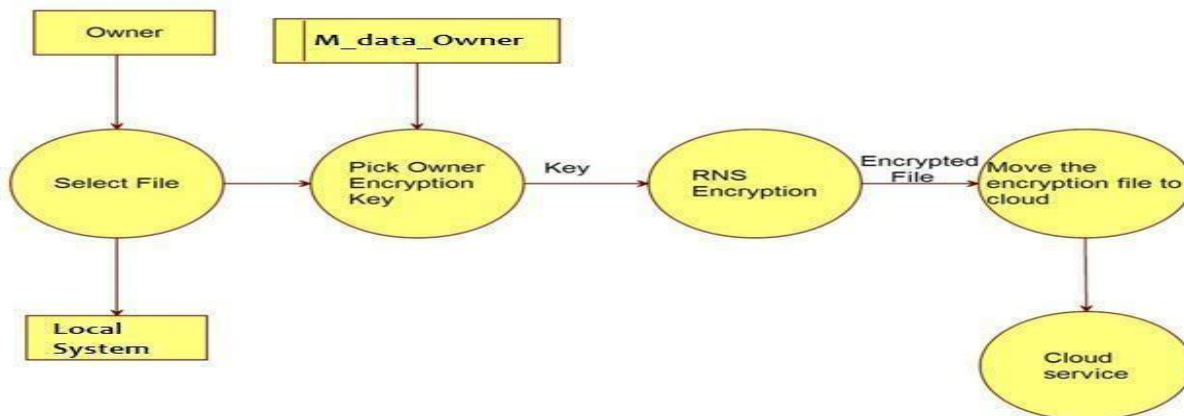 Owner
M_data_Owner
Select File
Pick Owner
Encryption
Key
Key
RNS
Encryption
Encrypted
File
Move the
encryption file to
cloud
Local
System
Cloud
service